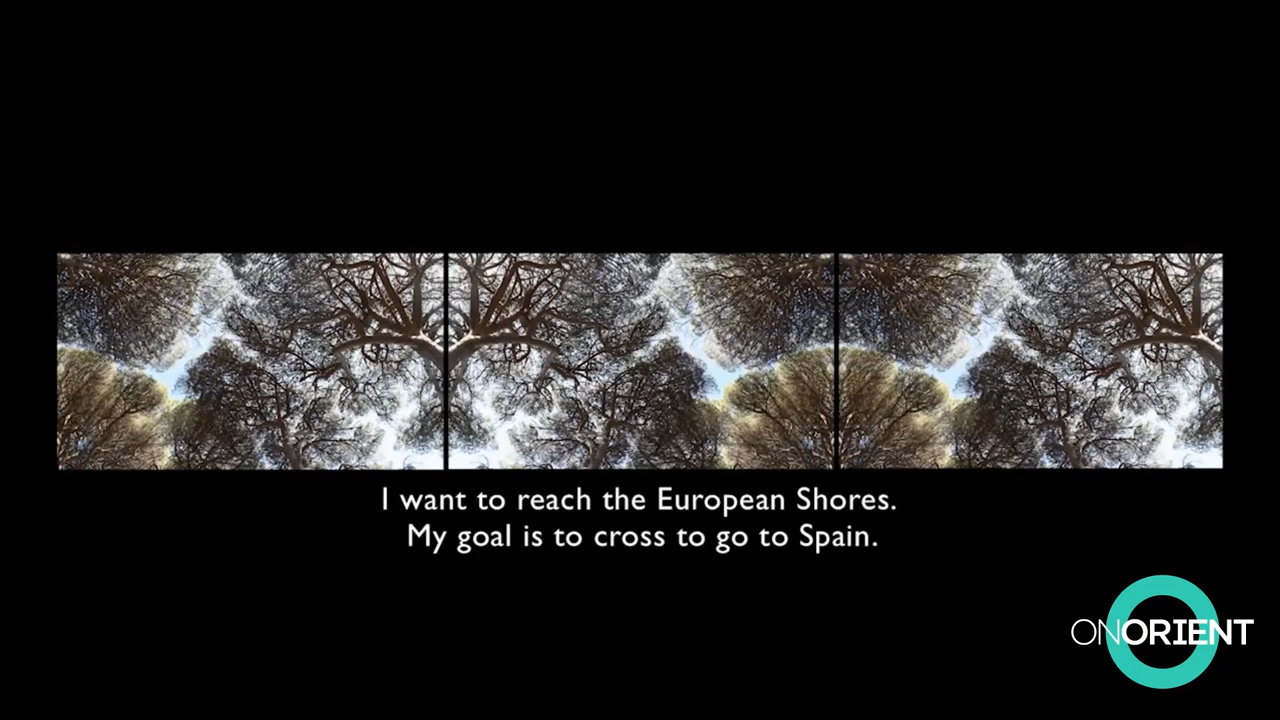 I want to reach the European Shores.
My goal is to cross to go to Spain.
ONORIENT